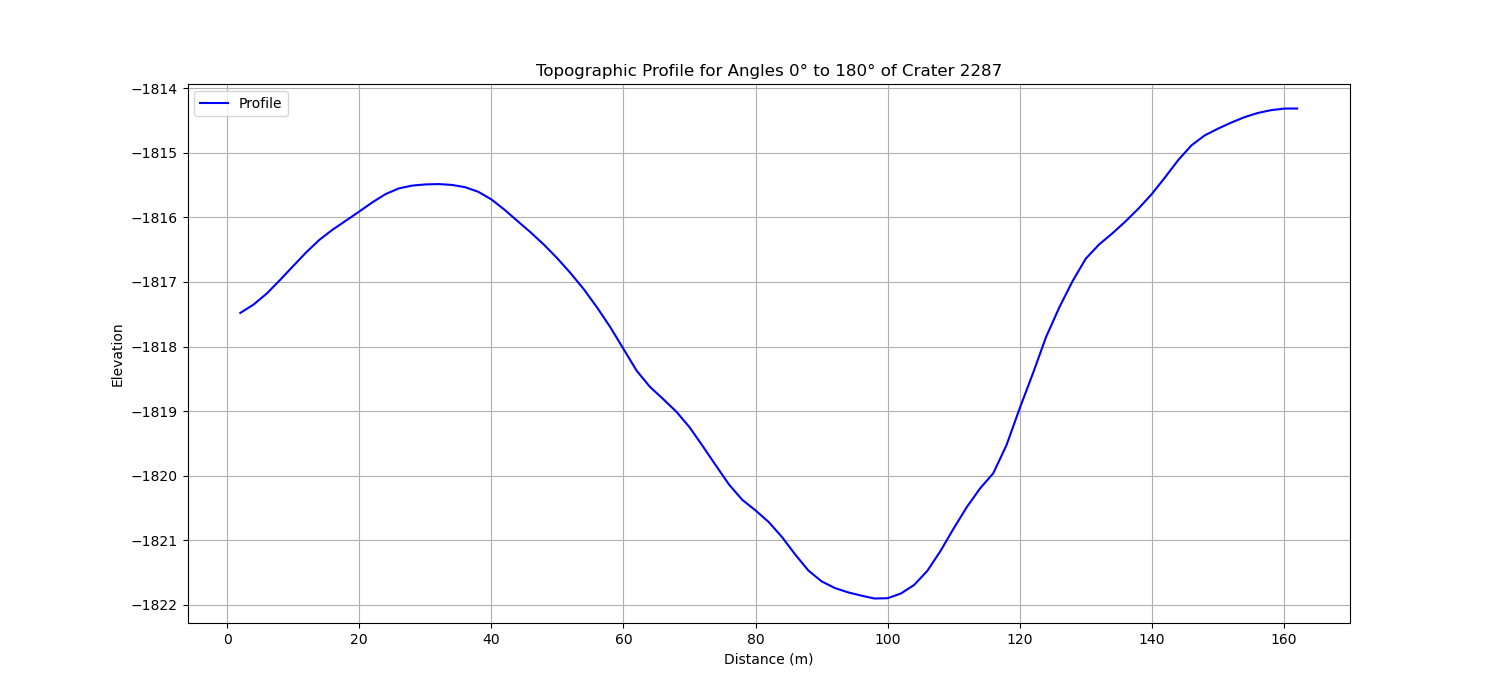 Topographic Profile for Angles 0° to 180° of Crater 2287
Profile
−1814
−1815
−1816
−1817
−1818
−1819
−1820
−1821
−1822
Elevation
0 20 40 60 80 100 120 140 160
Distance (m)